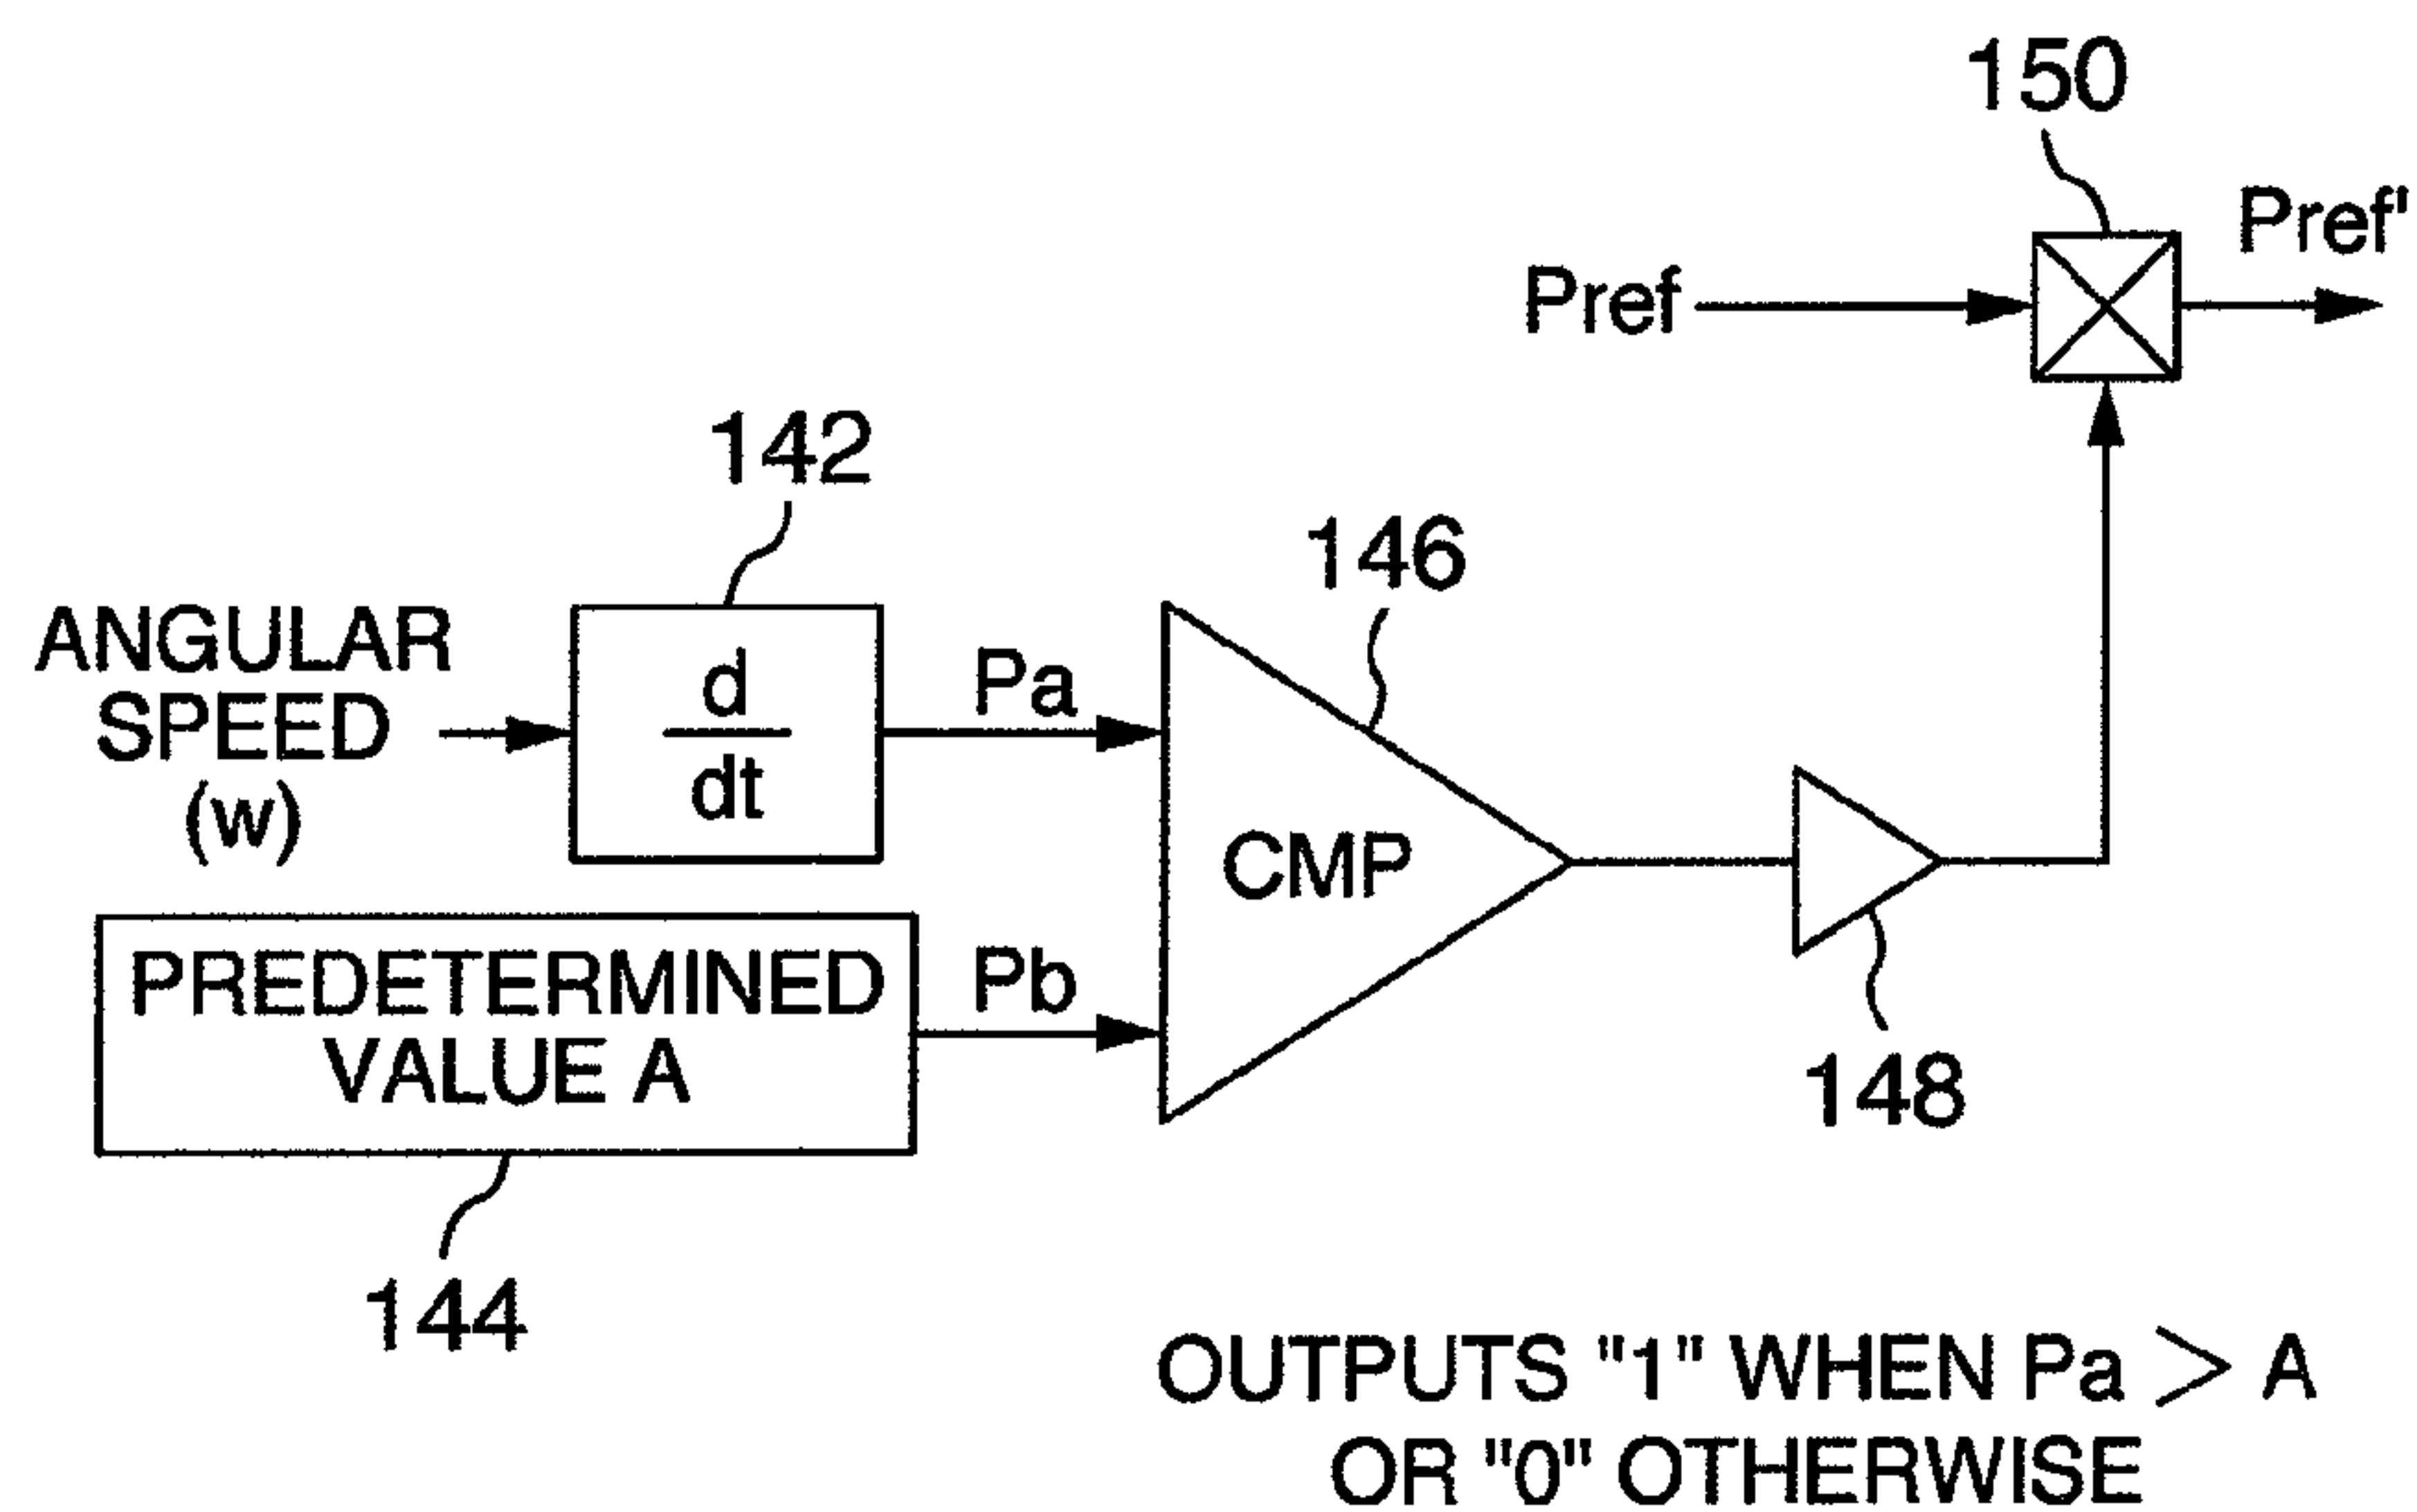 150
Pref'
Pref
142
146
ANGULAR
SPEED
(w)
d
dt
Pa
CMP
PREDETERMINED
VALUE A
Pb
148
144
OUTPUTS "1" WHEN Pa > A
OR "0" OTHERWISE